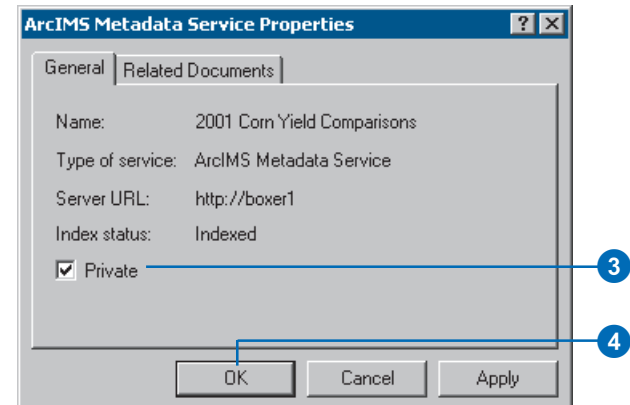 ArcIMS Metadata Service Properties
General
Related Documents
Name: 2001 Corn Yield Comparisons
Type of service: ArcIMS Metadata Service
Server URL: http://boxer1
Index status: Indexed
Private
3
4
OK
Cancel
Apply